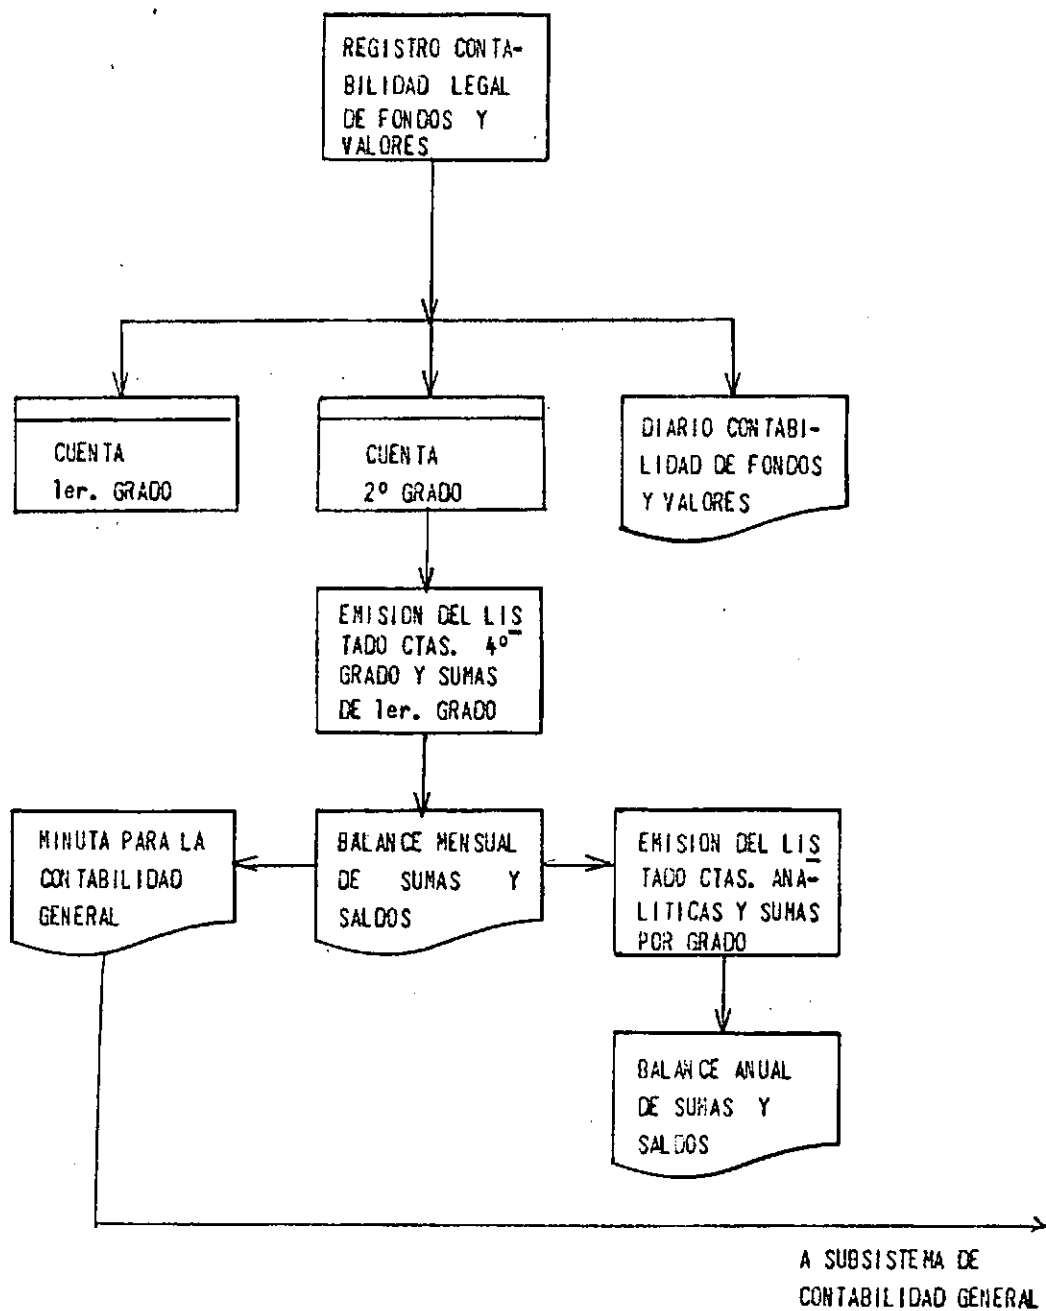 REGISTRO CONTA-
BILIDAD LEGAL
DE FONDOS Y
VALORES
CUENTA
1er. GRADO
CUENTA
2º GRADO
DIARIO CONTABI-
LIDAD DE FONDOS
Y VALORES
EMISION DEL LIS
TADO CTAS. 4º
GRADO Y SUMAS
DE 1er. GRADO
MINUTA PARA LA
CONTABILIDAD
GENERAL
BALANCE MENSUAL
DE SUMAS Y
SALDOS
EMISION DEL LIS
TADO CTAS. ANA-
LITICAS Y SUMAS
POR GRADO
BALANCE ANUAL
DE SUMAS Y
SALDOS
A SUBSISTEMA DE
CONTABILIDAD GENERAL